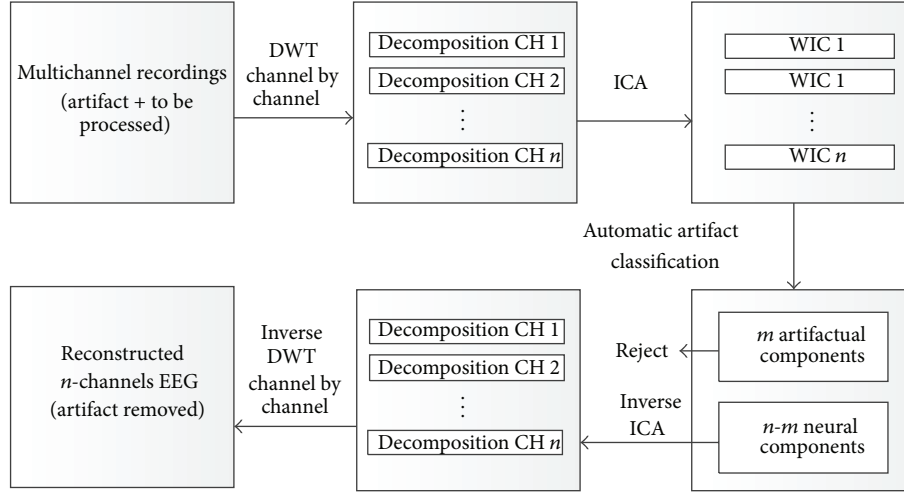 Multichannel recordings
(artifact + to be
processed)
DWT
channel by
channel
Decomposition CH 1
Decomposition CH 2
⋮
Decomposition CH n
ICA
WIC 1
WIC 1
⋮
WIC n
Automatic artifact
classification
m artifactual
components
Reject
n-m neural
components
Inverse
ICA
Decomposition CH 1
Decomposition CH 2
⋮
Decomposition CH n
Inverse
DWT
channel by
channel
Reconstructed
n-channels EEG
(artifact removed)